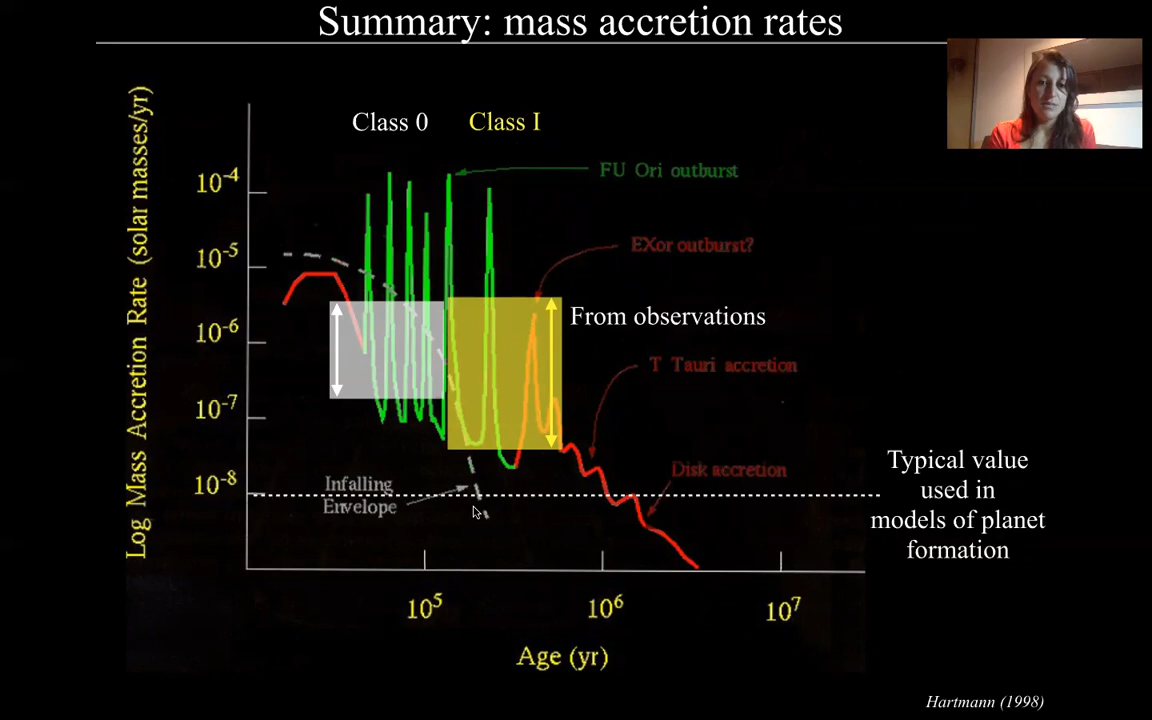 Summary: mass accretion rates
Class 0
Class I
Log Mass Accretion Rate (solar masses/yr)
10-4
10-5
10-6
10-7
10-8
FU Ori outburst
EXor outburst?
From observations
T Tauri accretion
Disk accretion
Infalling
Envelope
Typical value
used in
models of planet
formation
105
106
107
Age (yr)
Hartmann (1998)